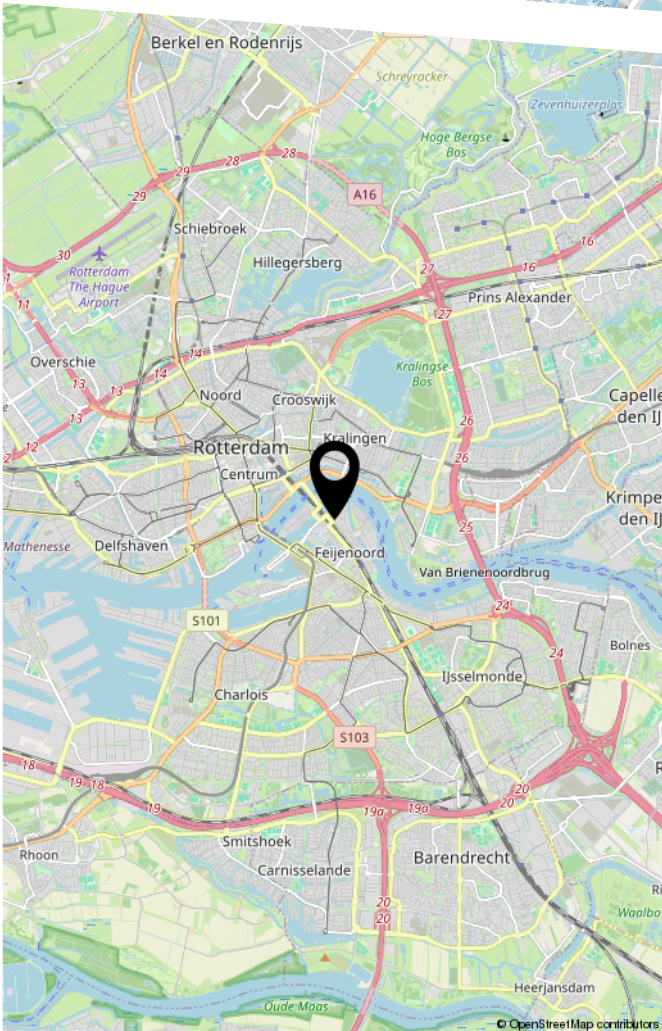 Berkel en Rodenrijs
Schreyracker
Zevenhuizerplas
Hoge Bergse
Bos
28
28
29
29
A16
Schiebroek
30
16
Rotterdam
The Hague
Airport
Hillegersberg
16
27
1
11
Prins Alexander
27
14
Overschie
14
13
13
Kralingse
Bos
Noord
Crooswijk
Capelle
den IJ
e
13
26
12
2
Kralingen
Rotterdam
26
Centrum
Krimpe
den IJ
25
Mathenesse
Delfshaven
Feijenoord
Van Brienenoordbrug
24
S101
Bolnes
24
IJsselmonde
Charlois
S103
18
R
18
19
20
20
19a
19a
Smitshoek
Rhoon
Barendrecht
Carnisselande
Ri
20
20
Waalbos
Heerjansdam
Oude Maas
© OpenStreetMap contributors